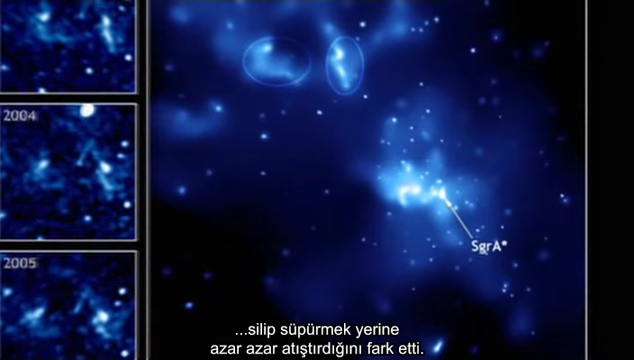 2004
2005
SgrA*
...silip süpürmek yerine
azar azar atıştırdığını fark etti.